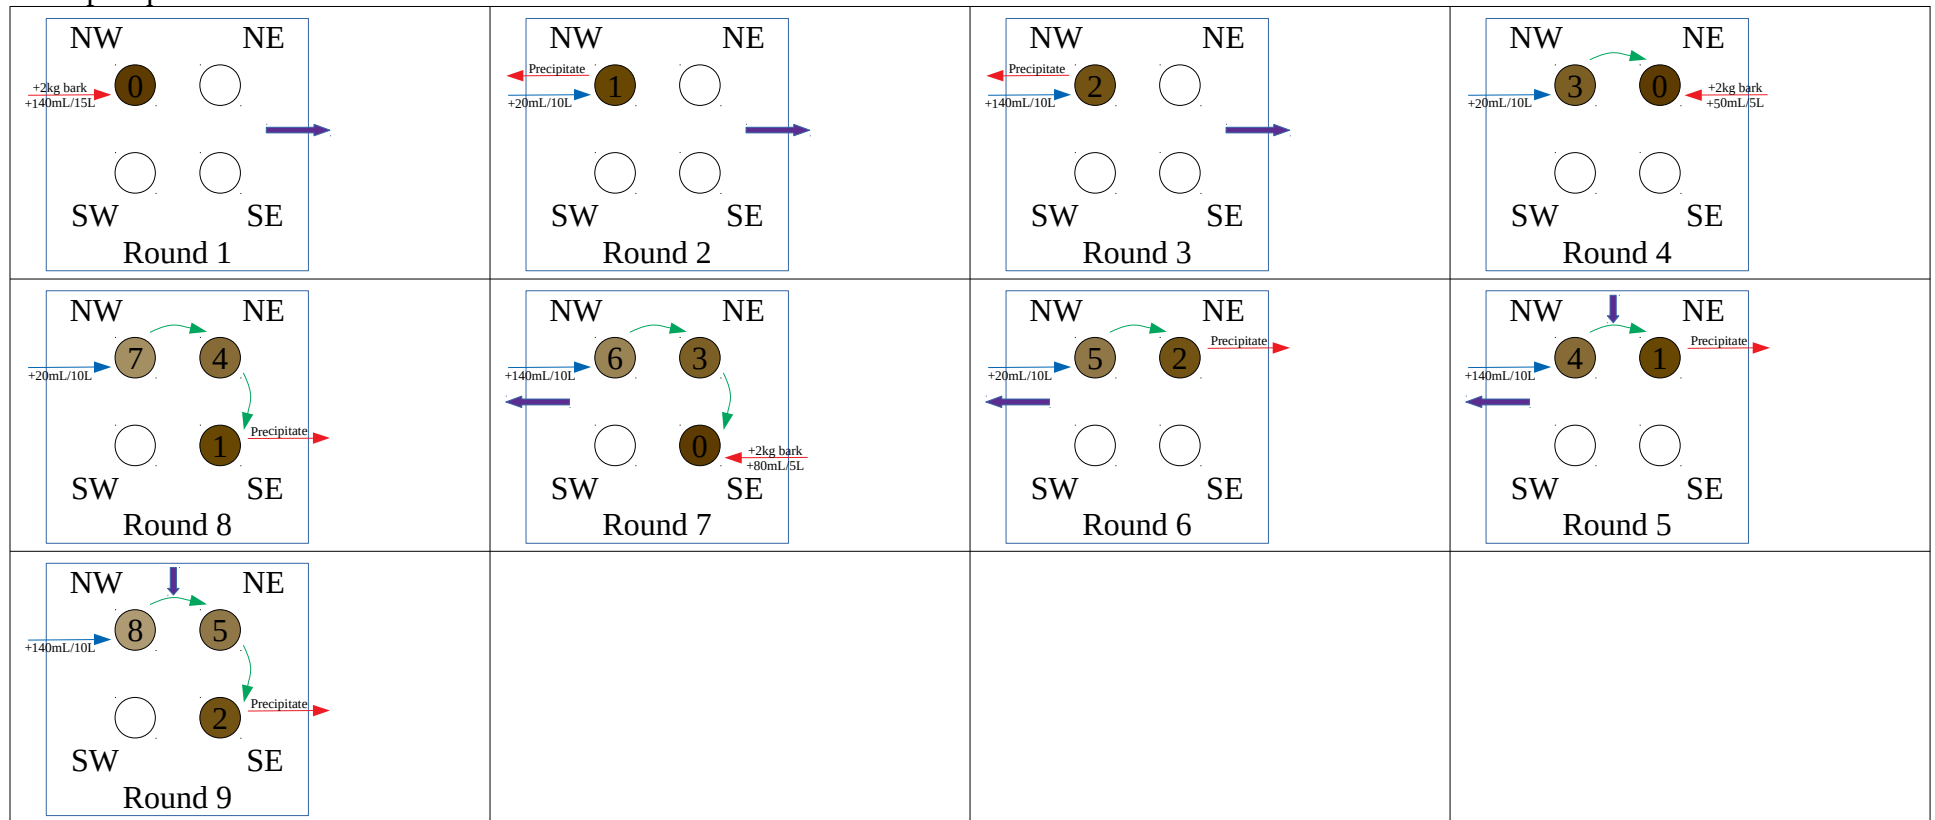 NW NE
+2kg bark
+140mL/15L
0
SW SE
Round 1
NW NE
Precipitate
+20mL/10L
1
SW SE
Round 2
NW NE
Precipitate
+140mL/10L
2
SW SE
Round 3
NW NE
3 0
+20mL/10L
+2kg bark
+50mL/5L
SW SE
Round 4
NW NE
7 4
+20mL/10L
1
Precipitate
SW SE
Round 8
NW NE
6 3
+140mL/10L
0
+2kg bark
+80mL/5L
SW SE
Round 7
NW NE
5 2
Precipitate
+20mL/10L
SW SE
Round 6
NW NE
4 1
Precipitate
+140mL/10L
SW SE
Round 5
NW NE
8 5
+140mL/10L
2
Precipitate
SW SE
Round 9